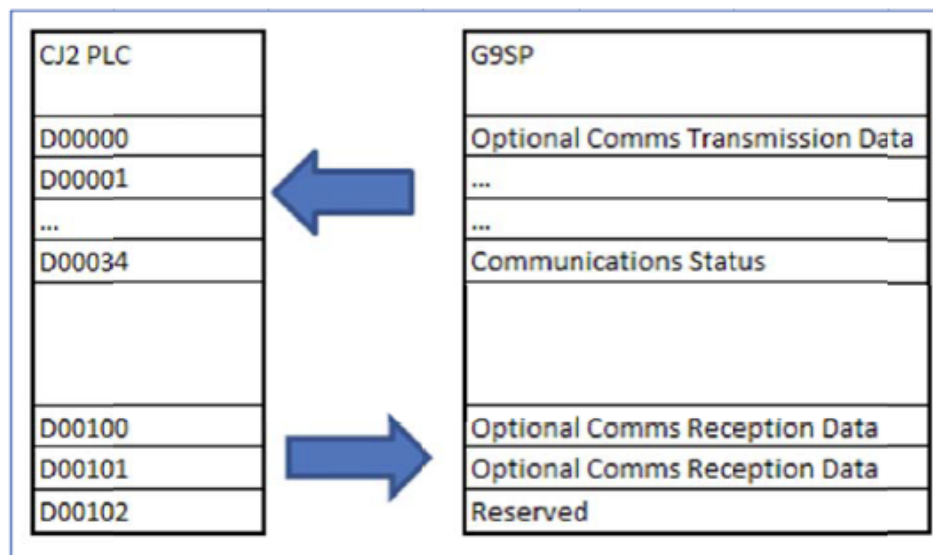 CJ2 PLC
G9SP
D00000
Optional Comms Transmission Data
D00001
...
...
...
D00034
Communications Status
D00100
Optional Comms Reception Data
D00101
Optional Comms Reception Data
D00102
Reserved